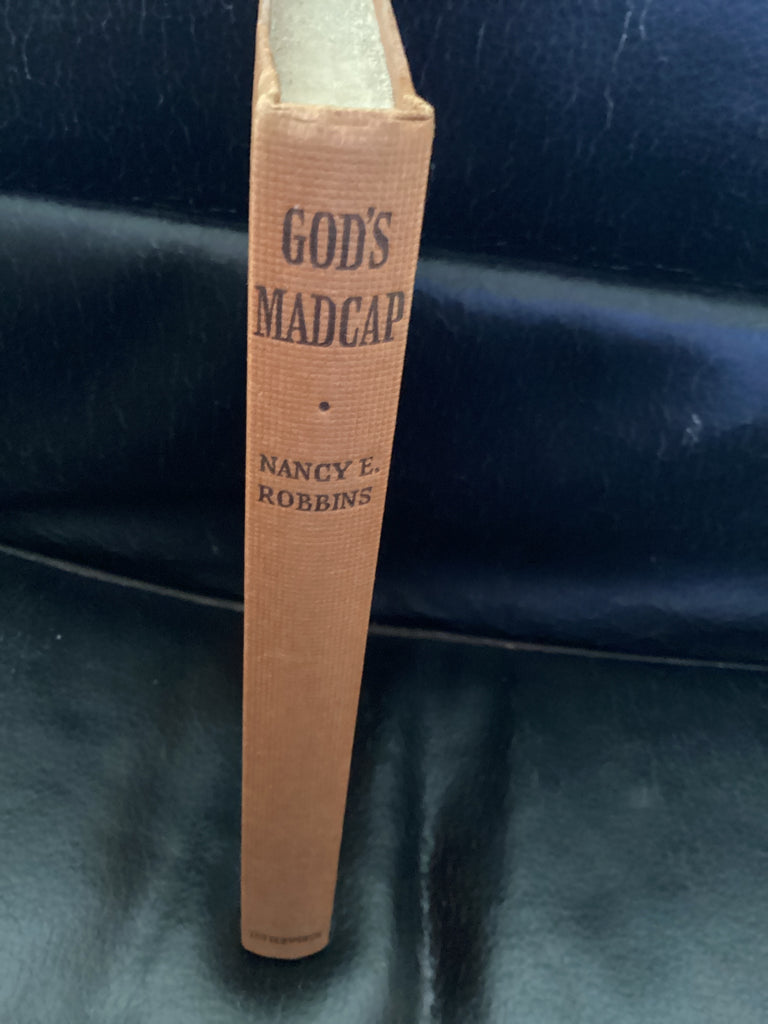 GOD'S
MADCAP
NANCY E.
ROBBINS